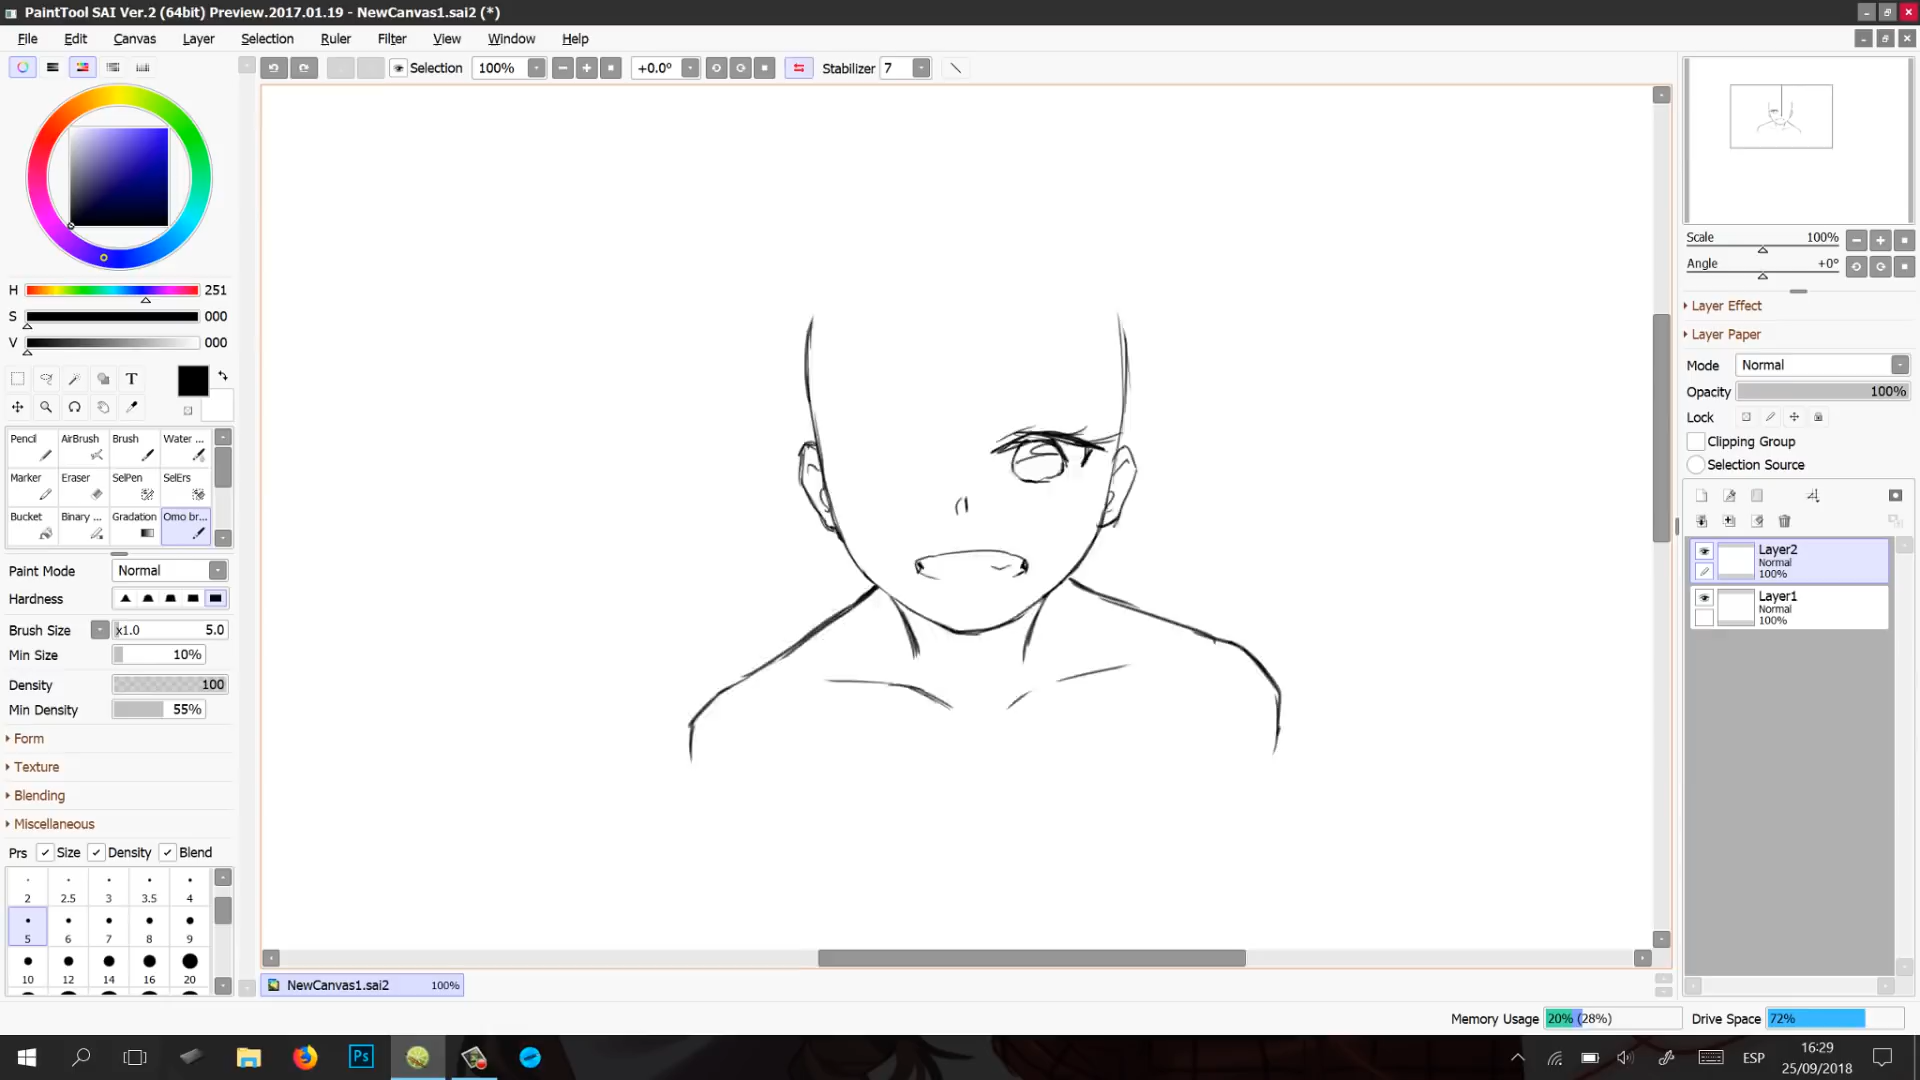 PaintTool SAI Ver.2 (64bit) Preview.2017.01.19 - NewCanvas1.sai2 (*)
File Edit Canvas Layer Selection Ruler Filter View Window Help
Selection 100% +0.0° Stabilizer 7
H 251
S 000
V 000
T
Pencil AirBrush Brush Water ...
Marker Eraser SelPen SelErs
Bucket Binary ... Gradation Omo br...
Paint Mode Normal
Hardness
Brush Size x1.0 5.0
Min Size 10%
Density 100
Min Density 55%
Form
Texture
Blending
Miscellaneous
Prs Size Density Blend
2 2.5 3 3.5 4
5 6 7 8 9
10 12 14 16 20
NewCanvas1.sai2 100%
Scale 100%
Angle +0°
Layer Effect
Layer Paper
Mode Normal
Opacity 100%
Lock
Clipping Group
Selection Source
Layer2
Normal
100%
Layer1
Normal
100%
Memory Usage 20% (28%) Drive Space 72%
Ps
ESP
16:29
25/09/2018